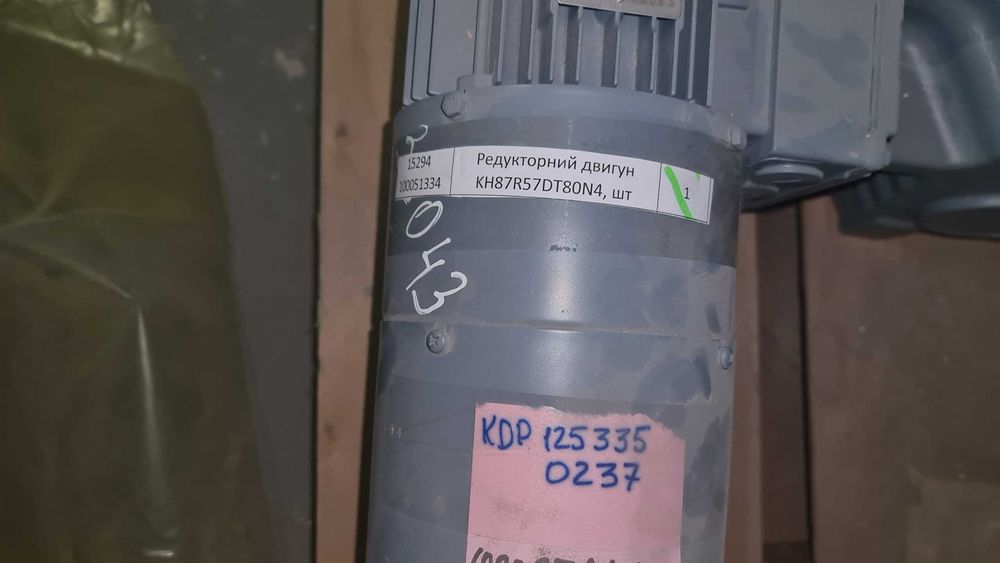 15294
100051334
Редукторний двигун
KH87R57DT80N4, шт
1
2043
KDP 125335
0237